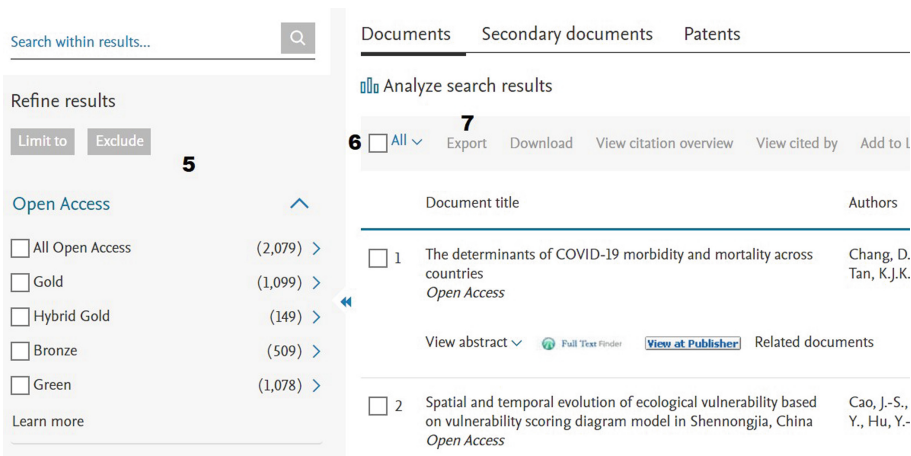 Search within results...
Refine results
Limit to Exclude
5
Open Access
All Open Access (2,079)
Gold (1,099)
Hybrid Gold (149)
Bronze (509)
Green (1,078)
Learn more
Documents Secondary documents Patents
Analyze search results
7
6 All Export Download View citation overview View cited by Add to L
Document title Authors
1 The determinants of COVID-19 morbidity and mortality across Chang, D.
countries Tan, K.J.K.
Open Access
View abstract Full Text Finder View at Publisher Related documents
2 Spatial and temporal evolution of ecological vulnerability based Cao, J.-S.,
on vulnerability scoring diagram model in Shennongjia, China Y., Hu, Y.-
Open Access